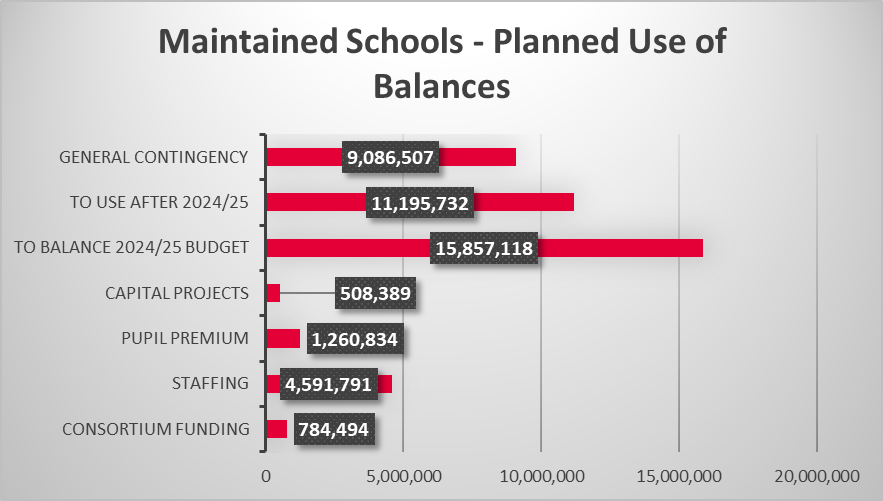 Maintained Schools - Planned Use of
Balances
GENERAL CONTINGENCY
9,086,507
TO USE AFTER 2024/25
11,195,732
TO BALANCE 2024/25 BUDGET
15,857,118
CAPITAL PROJECTS
508,389
PUPIL PREMIUM
1,260,834
STAFFING
4,591,791
CONSORTIUM FUNDING
784,494
0 5,000,000 10,000,000 15,000,000 20,000,000